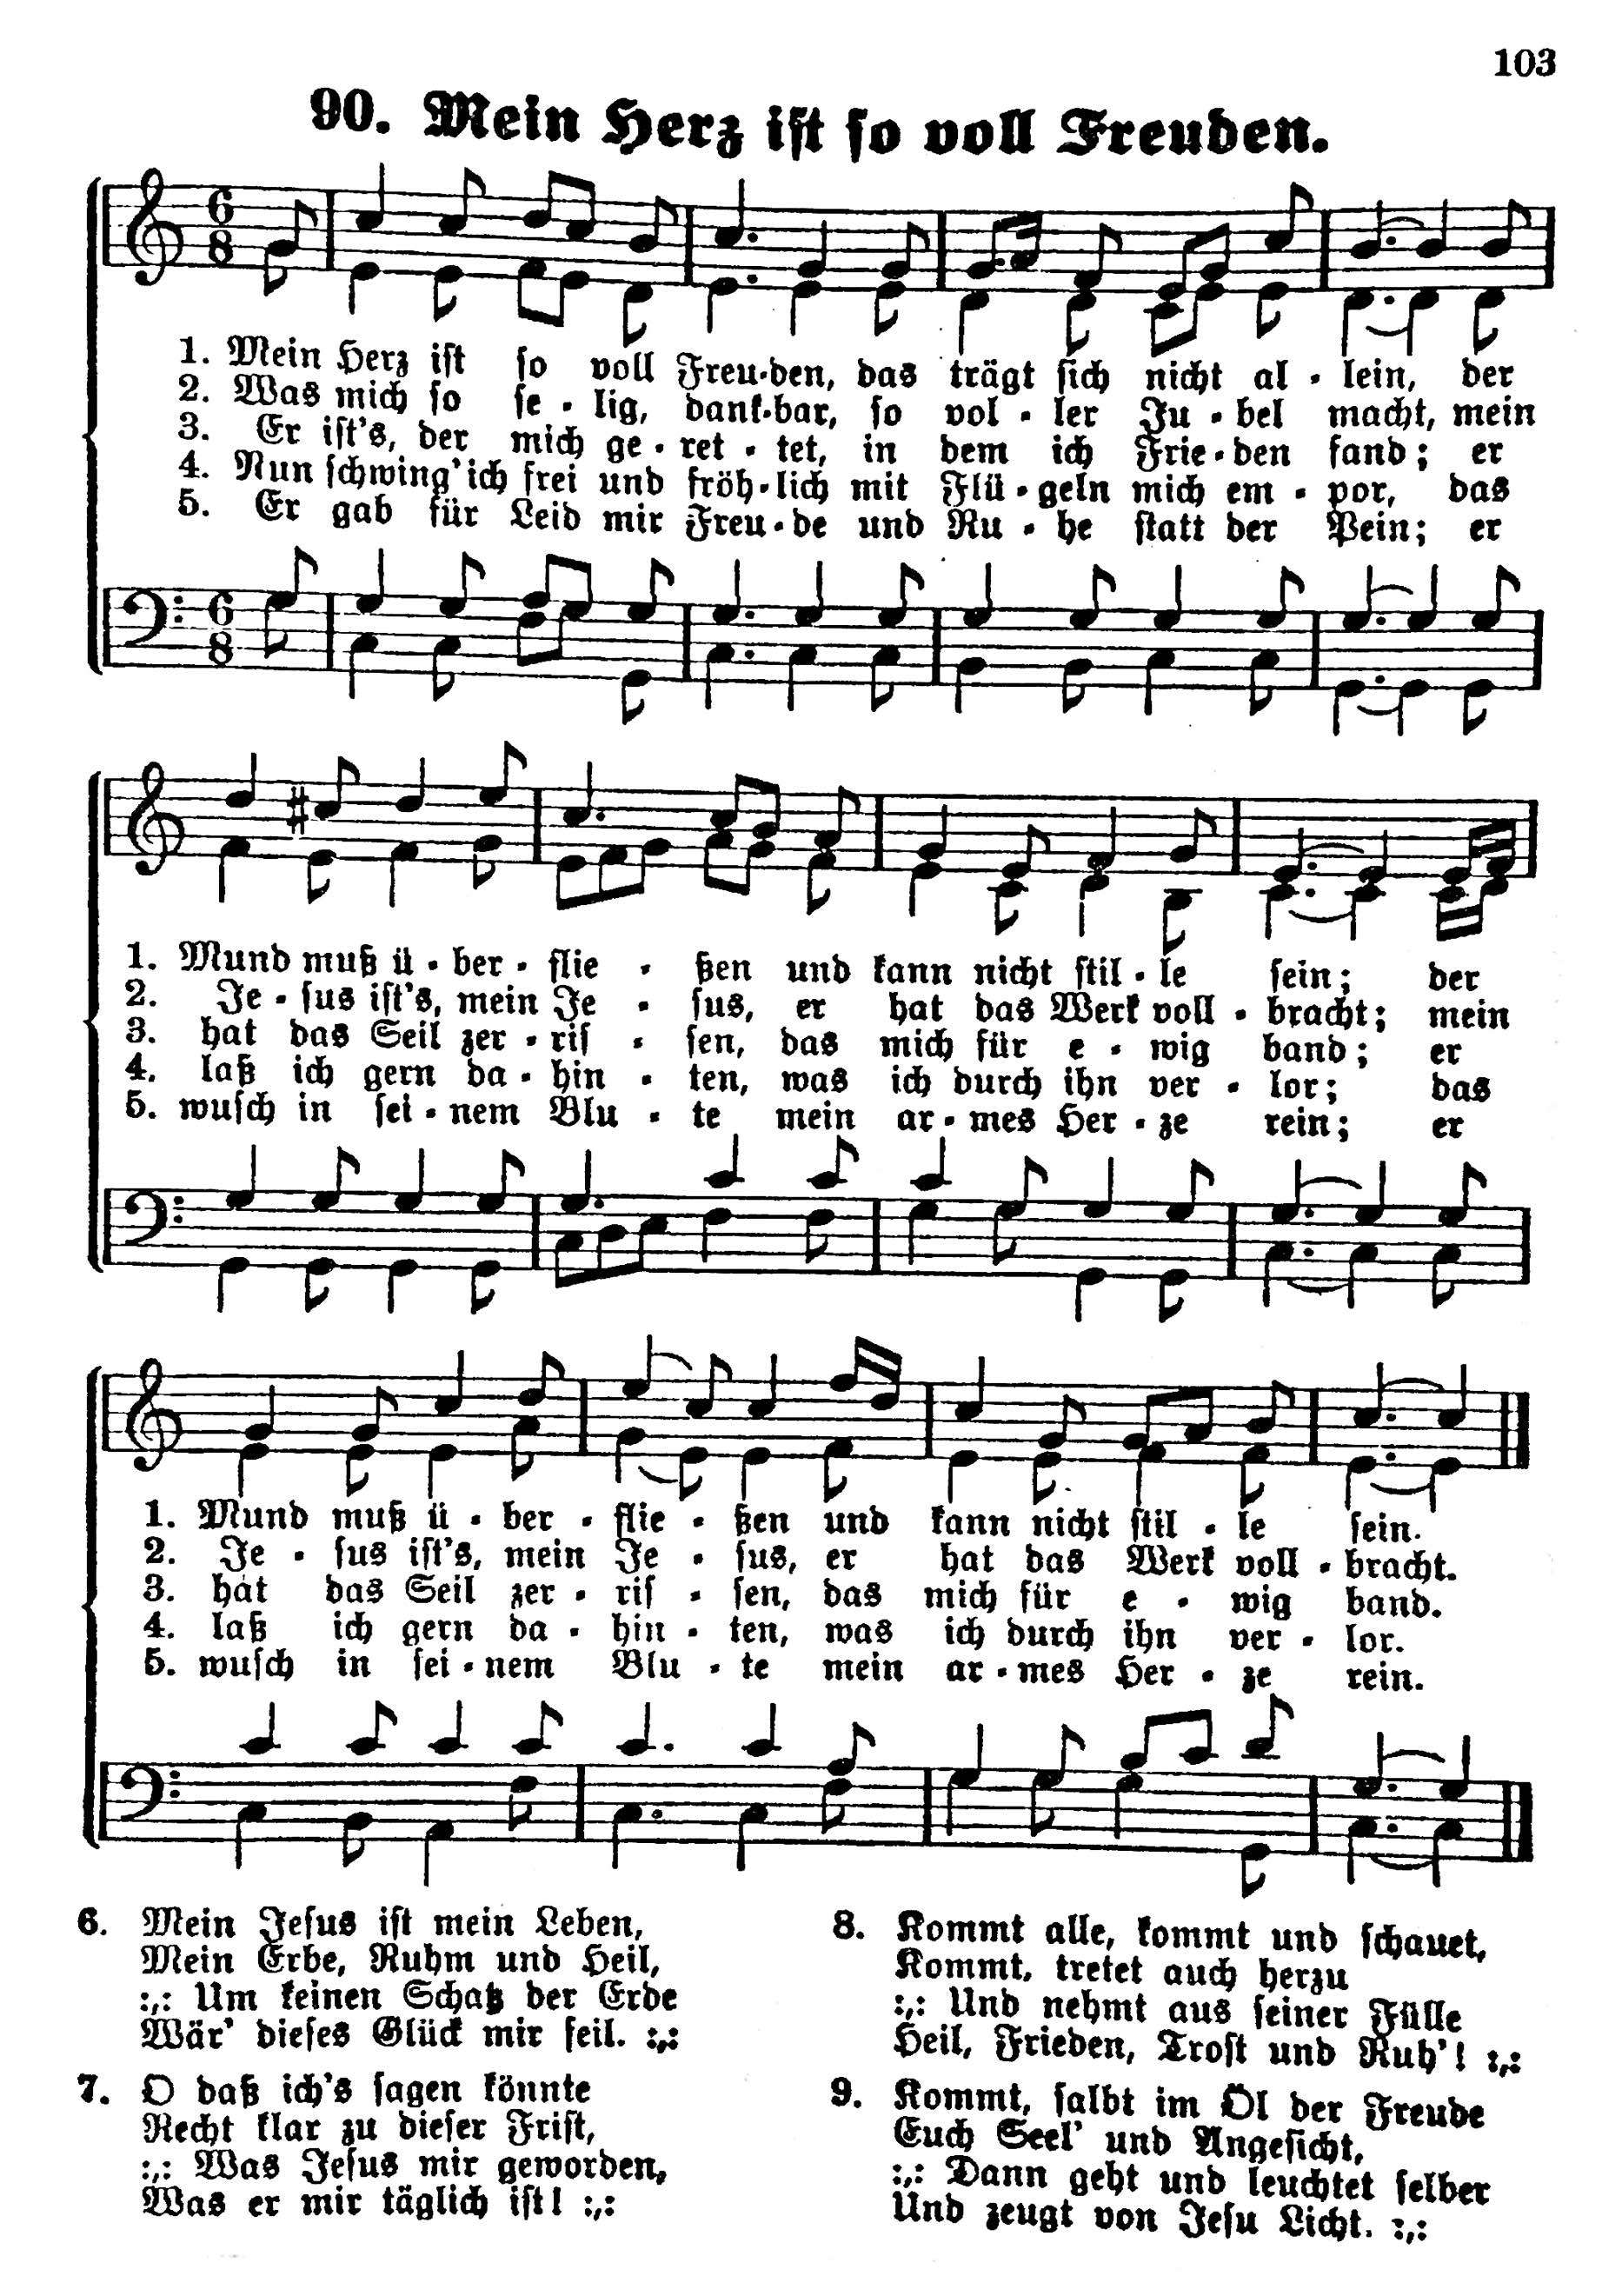 103
90. Mein Herz ist so voll Freuden.
6
8
1. Mein Herz ist so voll Freu-den, das trägt sich nicht al - lein, der
2. Was mich so se - lig, dank-bar, so vol - ler Ju - bel macht, mein
3. Er ist's, der mich ge - ret - tet, in dem ich Frie-den fand; er
4. Nun schwing' ich frei und fröh-lich mit Flü-geln mich em - por, das
5. Er gab für Leid mir Freu-de und Ru - he statt der Pein; er
6
8
1. Mund muß ü - ber - flie - ßen und kann nicht stil - le sein; der
2. Je - sus ist's, mein Je - sus, er hat das Werk voll - bracht; mein
3. hat das Seil zer - ris - sen, das mich für e - wig band; er
4. laß ich gern da - hin - ten, was ich durch ihn ver - lor; das
5. wusch in sei - nem Blu - te mein ar - mes Her - ze rein; er
1. Mund muß ü - ber - flie - ßen und kann nicht stil - le sein.
2. Je - sus ist's, mein Je - sus, er hat das Werk voll - bracht.
3. hat das Seil zer - ris - sen, das mich für e - wig band.
4. laß ich gern da - hin - ten, was ich durch ihn ver - lor.
5. wusch in sei - nem Blu - te mein ar - mes Her - ze rein.
6. Mein Jesus ist mein Leben,
Mein Erbe, Ruhm und Heil,
:,: Um keinen Schatz der Erde
Wär' dieses Glück mir feil. :,:
7. O daß ich's sagen könnte
Recht klar zu dieser Frist,
:,: Was Jesus mir geworden,
Was er mir täglich ist! :,:
8. Kommt alle, kommt und schauet,
Kommt, tretet auch herzu
:,: Und nehmt aus seiner Fülle
Heil, Frieden, Trost und Ruh'! :,:
9. Kommt, salbt im Öl der Freude
Euch Seel' und Angesicht,
:,: Dann geht und leuchtet selber
Und zeugt von Jesu Licht. :,: